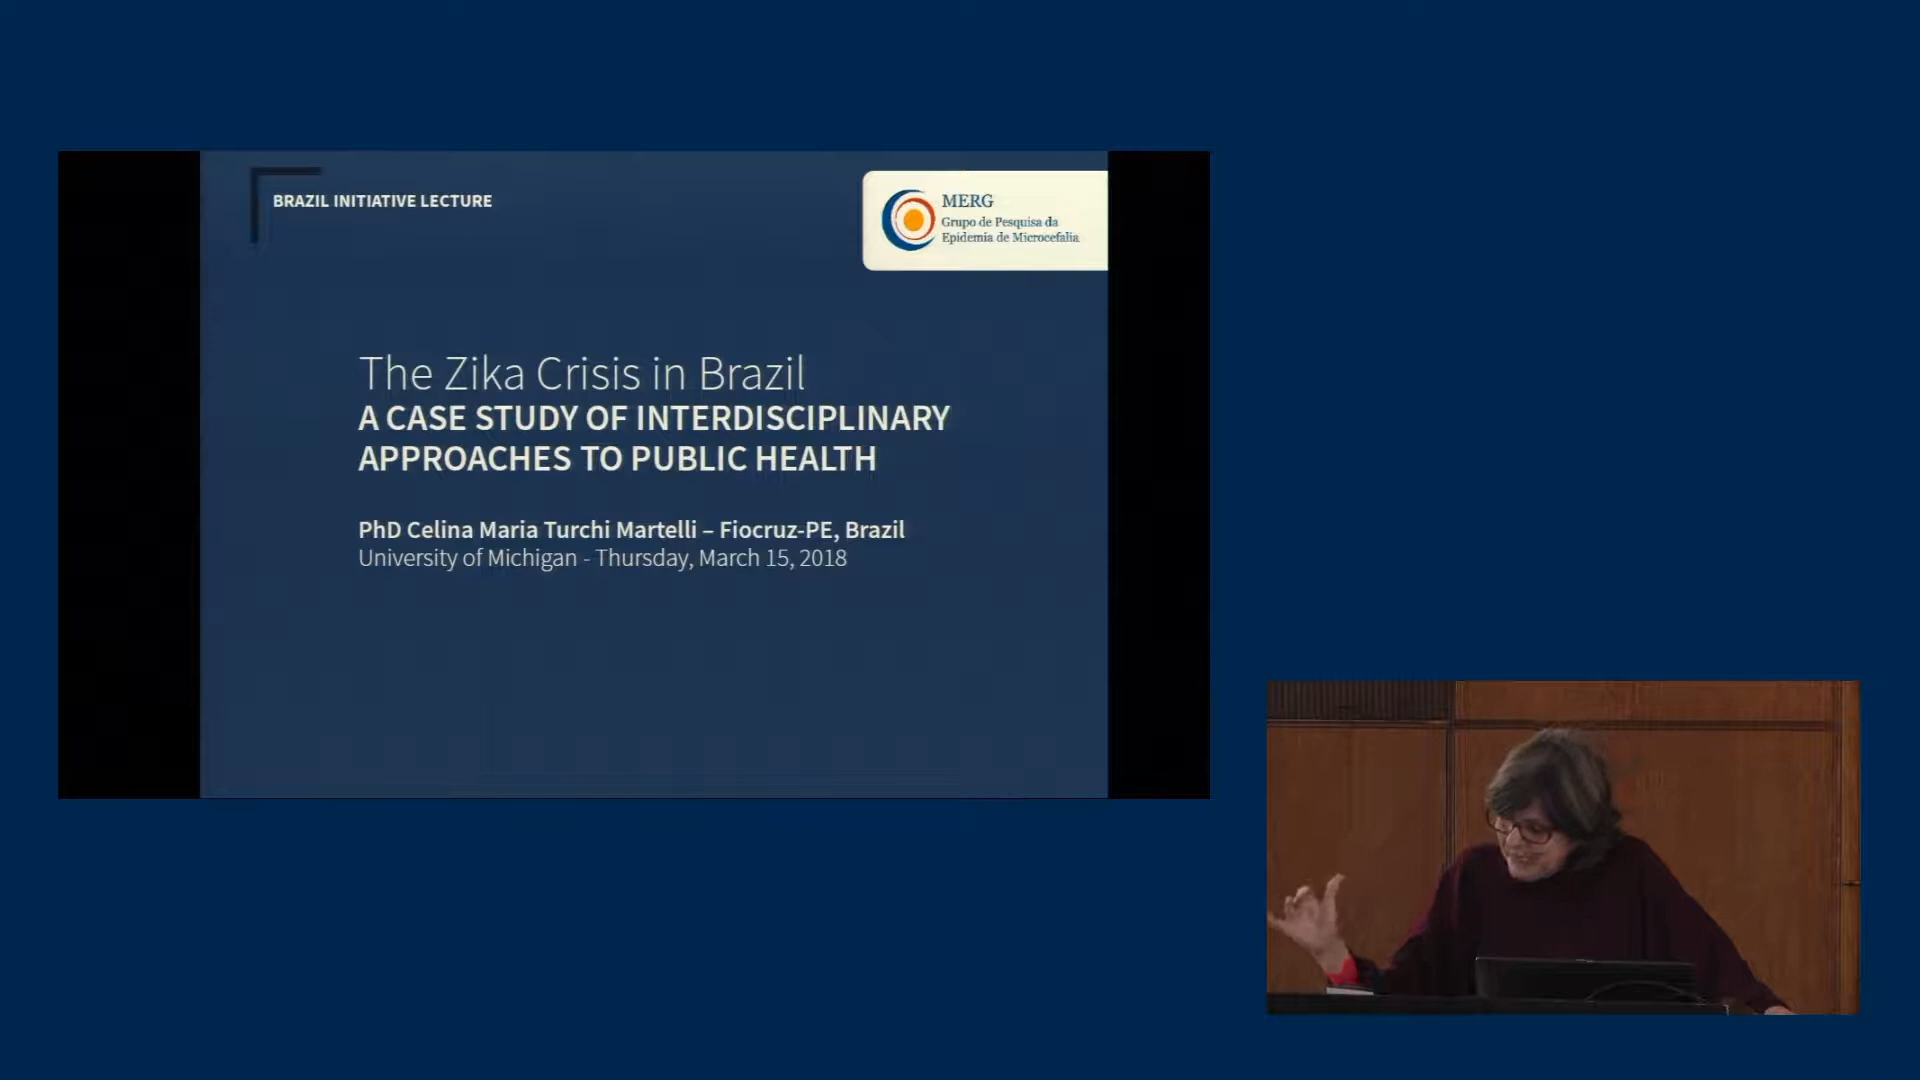 BRAZIL INITIATIVE LECTURE
MERG
Grupo de Pesquisa da
Epidemia de Microcefalia
The Zika Crisis in Brazil
A CASE STUDY OF INTERDISCIPLINARY
APPROACHES TO PUBLIC HEALTH
PhD Celina Maria Turchi Martelli – Fiocruz-PE, Brazil
University of Michigan - Thursday, March 15, 2018